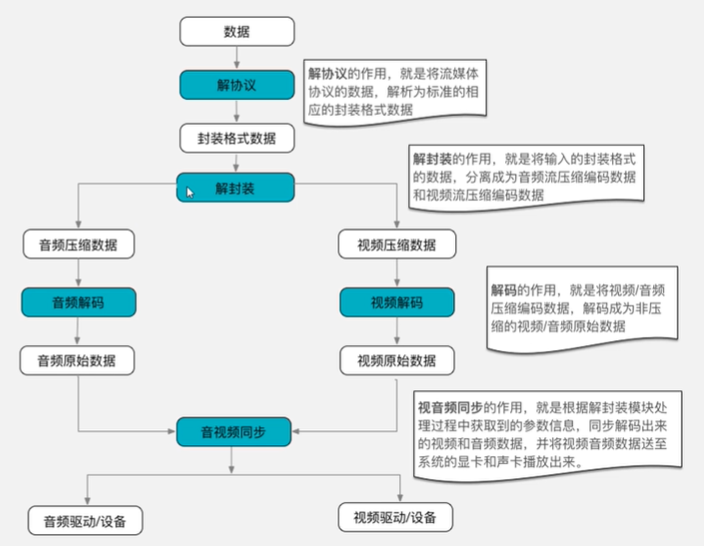 数据
解协议
解协议的作用，就是将流媒体
协议的数据，解析为标准的相
应的封装格式数据
封装格式数据
解封装的作用，就是将输入的封装格式
的数据，分离成为音频流压缩编码数据
和视频流压缩编码数据
解封装
音频压缩数据
视频压缩数据
音频解码
视频解码
解码的作用，就是将视频/音频
压缩编码数据，解码成为非压
缩的视频/音频原始数据
音频原始数据
视频原始数据
视音频同步的作用，就是根据解封装模块处
理过程中获取到的参数信息，同步解码出来
的视频和音频数据，并将视频音频数据送至
系统的显卡和声卡播放出来。
音视频同步
音频驱动/设备
视频驱动/设备